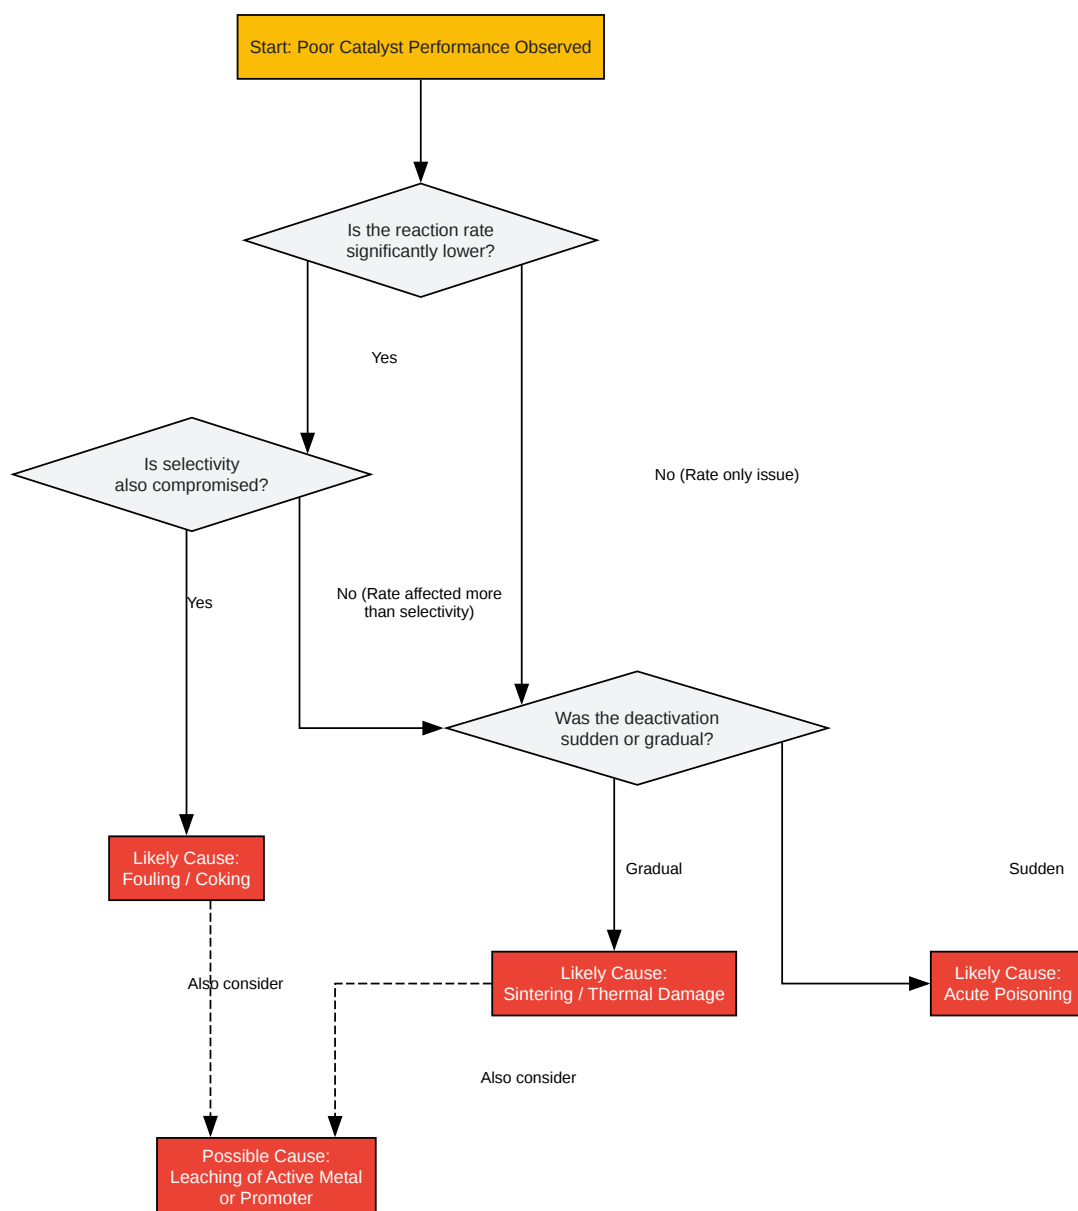 Start: Poor Catalyst Performance Observed
Is the reaction rate
significantly lower?
Yes
Is selectivity
also compromised?
No (Rate only issue)
Yes
No (Rate affected more
than selectivity)
Was the deactivation
sudden or gradual?
Likely Cause:
Fouling / Coking
Gradual
Sudden
Also consider
Likely Cause:
Sintering / Thermal Damage
Likely Cause:
Acute Poisoning
Also consider
Possible Cause:
Leaching of Active Metal
or Promoter